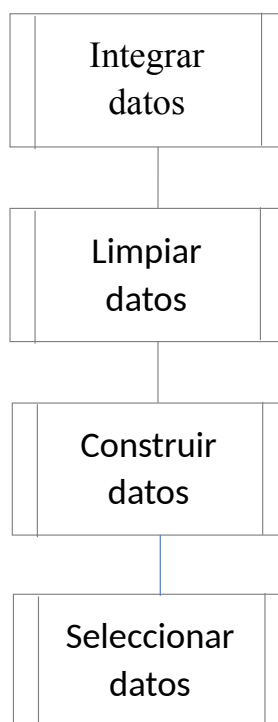 Integrar
datos
Limpiar
datos
Construir
datos
Seleccionar
datos